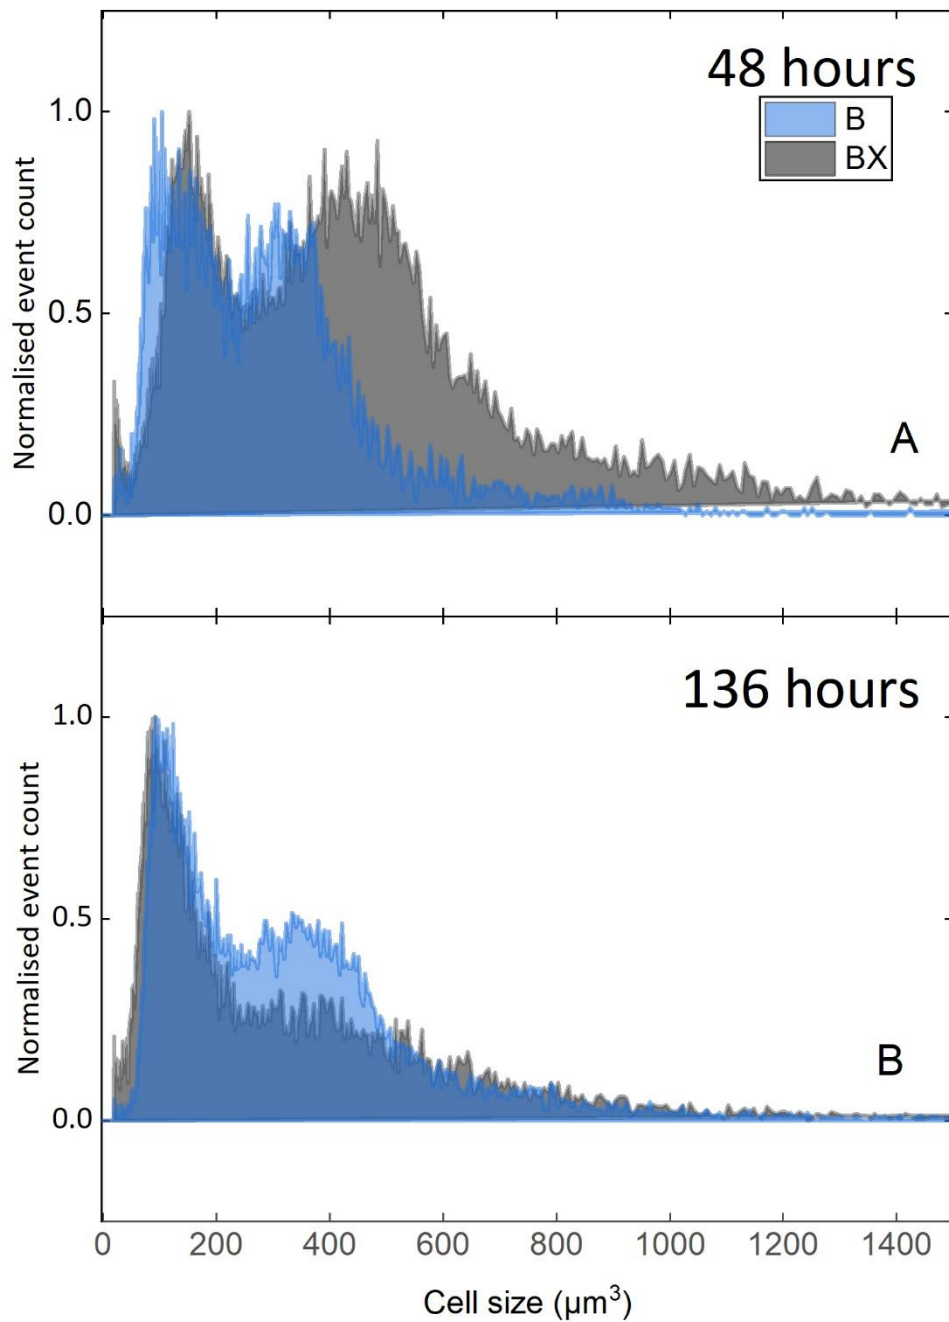 48 hours
B
BX
1.0
0.5
0.0
Normalised event count
A
136 hours
1.0
0.5
0.0
Normalised event count
B
0 200 400 600 800 1000 1200 1400
Cell size (µm³)